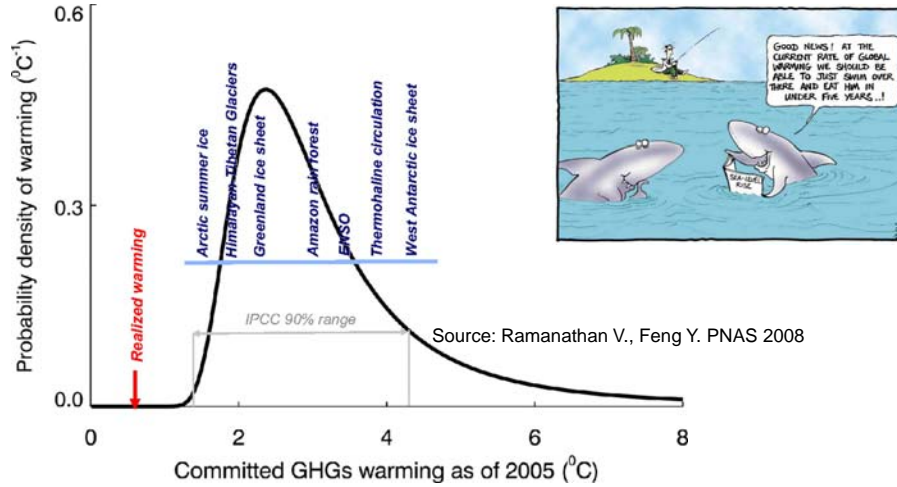 0.6
0.3
0.0
Probability density of warming (⁰C⁻¹)
Realized warming
Arctic summer ice
Himalayan-Tibetan Glaciers
Greenland ice sheet
Amazon rain forest
ENSO
Thermohaline circulation
West Antarctic ice sheet
IPCC 90% range
0 2 4 6 8
Committed GHGs warming as of 2005 (⁰C)
GOOD NEWS! AT THE
CURRENT RATE OF GLOBAL
WARMING WE SHOULD BE
ABLE TO JUST SWIM OVER
THERE AND EAT HIM IN
UNDER FIVE YEARS..!
SEA-LEVEL
RISE
Source: Ramanathan V., Feng Y. PNAS 2008